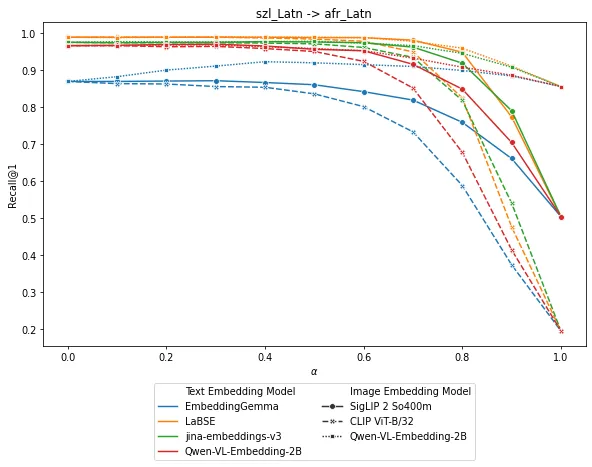 szl_Latn -> afr_Latn
Recall@1
1.0
0.9
0.8
0.7
0.6
0.5
0.4
0.3
0.2
0.0 0.2 0.4 0.6 0.8 1.0
α
Text Embedding Model Image Embedding Model
EmbeddingGemma SigLIP 2 So400m
LaBSE CLIP ViT-B/32
jina-embeddings-v3 Qwen-VL-Embedding-2B
Qwen-VL-Embedding-2B